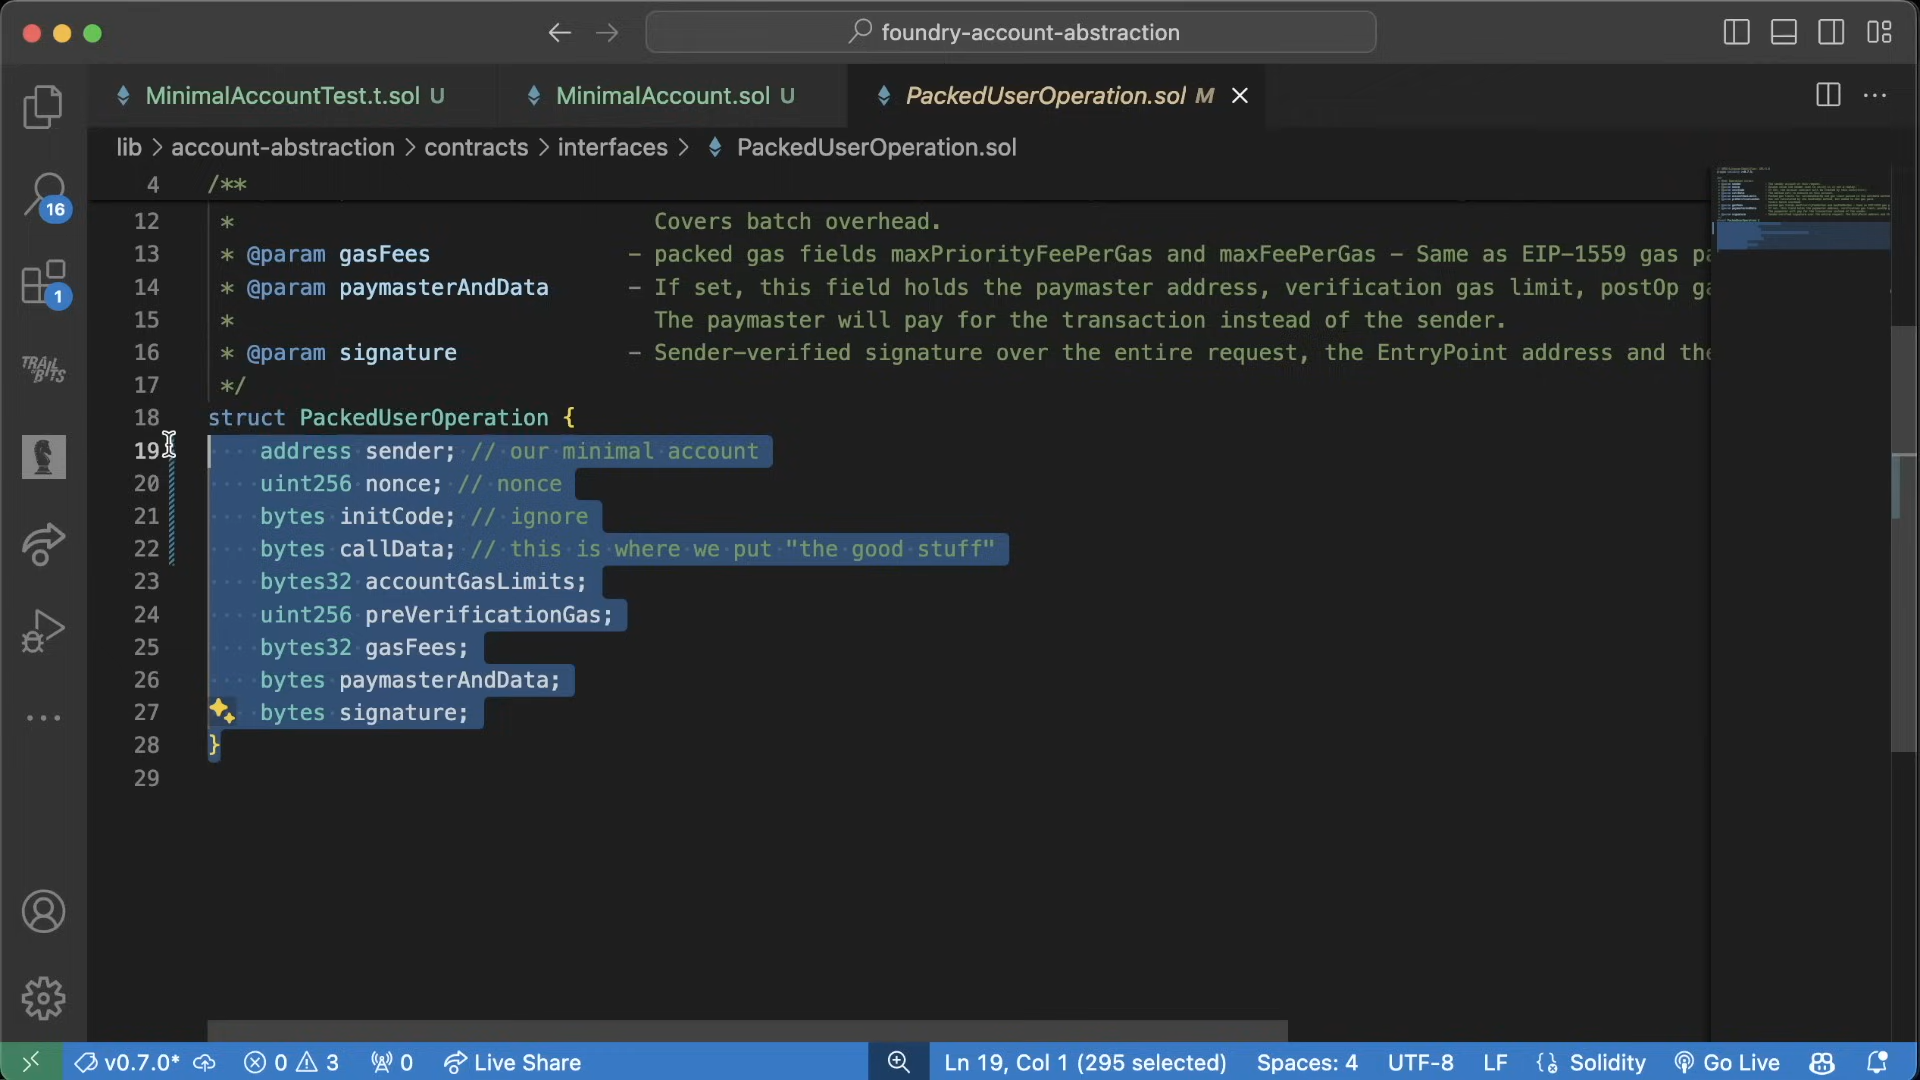 foundry-account-abstraction
MinimalAccountTest.t.sol U
MinimalAccount.sol U
PackedUserOperation.sol M
lib > account-abstraction > contracts > interfaces > PackedUserOperation.sol
4 /**
12 * Covers batch overhead.
13 * @param gasFees – packed gas fields maxPriorityFeePerGas and maxFeePerGas – Same as EIP–1559 gas
14 * @param paymasterAndData – If set, this field holds the paymaster address, verification gas limit, postOp
15 * The paymaster will pay for the transaction instead of the sender.
16 * @param signature – Sender–verified signature over the entire request, the EntryPoint address and
17 */
18 struct PackedUserOperation {
19 address sender; // our minimal account
20 uint256 nonce; // nonce
21 bytes initCode; // ignore
22 bytes callData; // this is where we put "the good stuff"
23 bytes32 accountGasLimits;
24 uint256 preVerificationGas;
25 bytes32 gasFees;
26 bytes paymasterAndData;
27 bytes signature;
28 }
29
16
1
TRAIL OF BITS
v0.7.0* 0 3 0 Live Share Ln 19, Col 1 (295 selected) Spaces: 4 UTF-8 LF {} Solidity Go Live